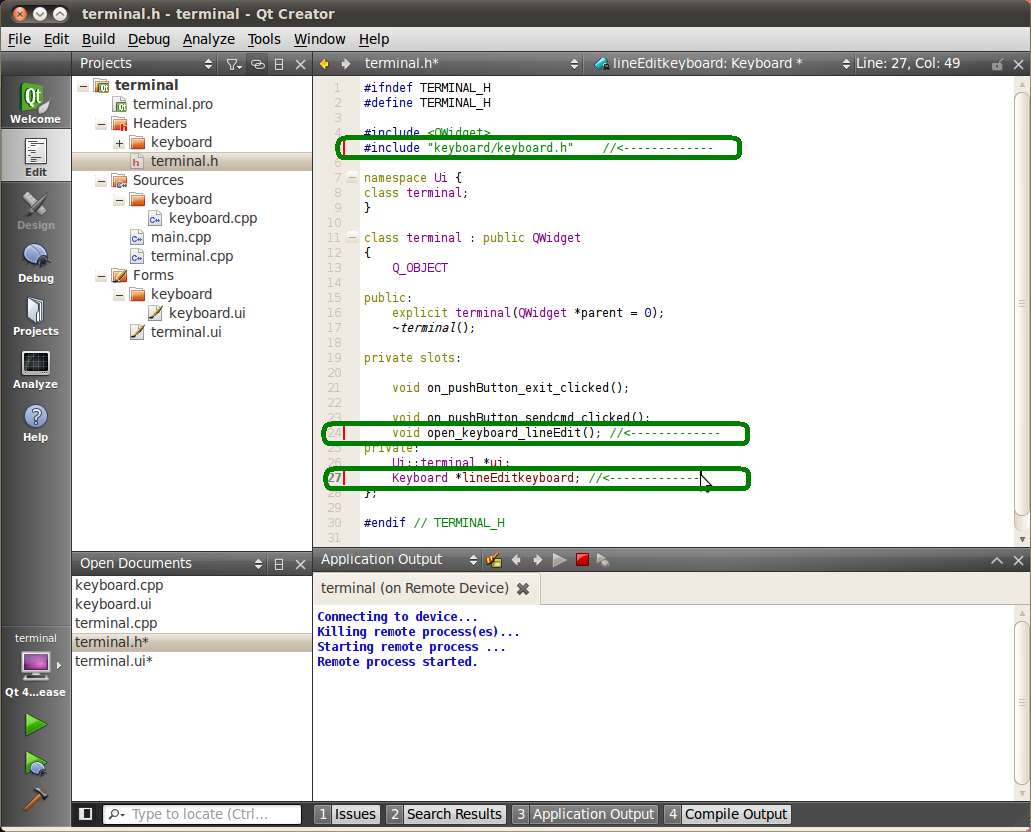 terminal.h - terminal - Qt Creator
File Edit Build Debug Analyze Tools Window Help
Projects
terminal.h*
lineEditkeyboard: Keyboard *
Line: 27, Col: 49
Qt
Welcome
Edit
Design
Debug
Projects
Analyze
Help
terminal
Qt 4...ease
terminal
terminal.pro
Headers
keyboard
terminal.h
Sources
keyboard
keyboard.cpp
main.cpp
terminal.cpp
Forms
keyboard
keyboard.ui
terminal.ui
Open Documents
keyboard.cpp
keyboard.ui
terminal.cpp
terminal.h*
terminal.ui*
1 #ifndef TERMINAL_H
2 #define TERMINAL_H
3
4 #include <QWidget>
#include "keyboard/keyboard.h" //<-------------
6
7 namespace Ui {
8 class terminal;
9 }
10
11 class terminal : public QWidget
12 {
13 Q_OBJECT
14
15 public:
16 explicit terminal(QWidget *parent = 0);
17 ~terminal();
18
19 private slots:
20
21 void on_pushButton_exit_clicked();
22
23 void on_pushButton_sendcmd_clicked();
24 void open_keyboard_lineEdit(); //<-------------
25 private:
26 Ui::terminal *ui;
27 Keyboard *lineEditkeyboard; //<-------------
28 };
29
30 #endif // TERMINAL_H
31
Application Output
terminal (on Remote Device)
Connecting to device...
Killing remote process(es)...
Starting remote process ...
Remote process started.
Type to locate (Ctrl...
1 Issues
2 Search Results
3 Application Output
4 Compile Output